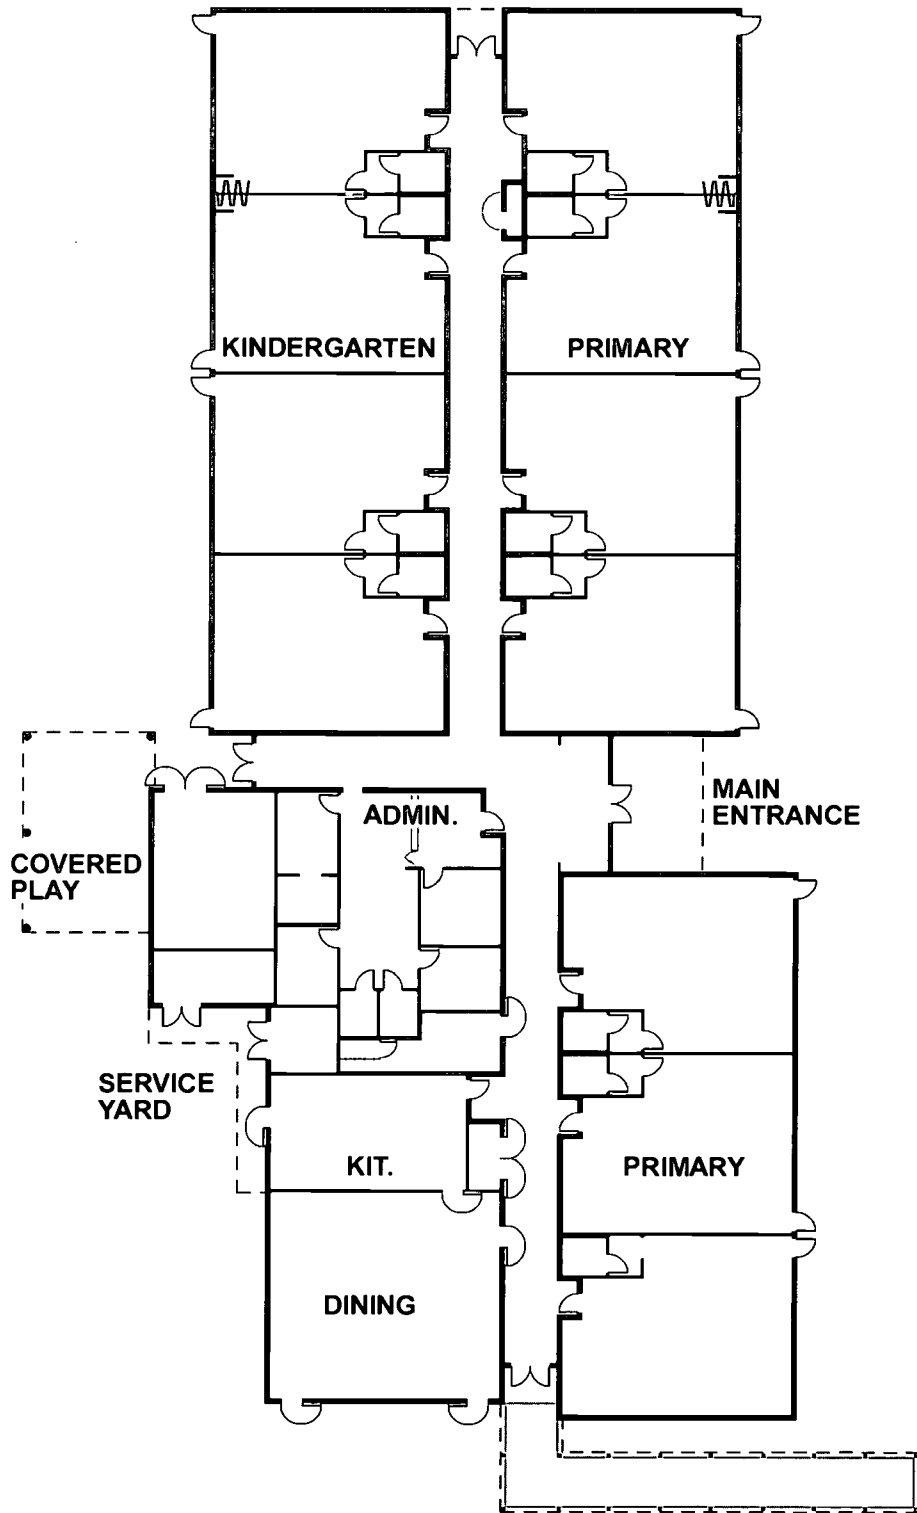 KINDERGARTEN
PRIMARY
ADMIN.
MAIN
ENTRANCE
COVERED
PLAY
SERVICE
YARD
KIT.
PRIMARY
DINING